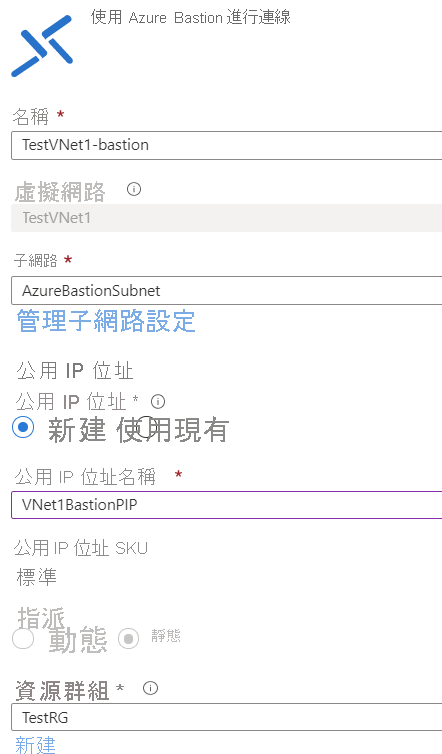 使用 Azure Bastion 進行連線
名稱 *
TestVNet1-bastion
虛擬網路
TestVNet1
子網路 *
AzureBastionSubnet
管理子網路設定
公用 IP 位址
公用 IP 位址 *
新建 使用現有
公用 IP 位址名稱 *
VNet1BastionPIP
公用 IP 位址 SKU
標準
指派
動態 靜態
資源群組 *
TestRG
新建